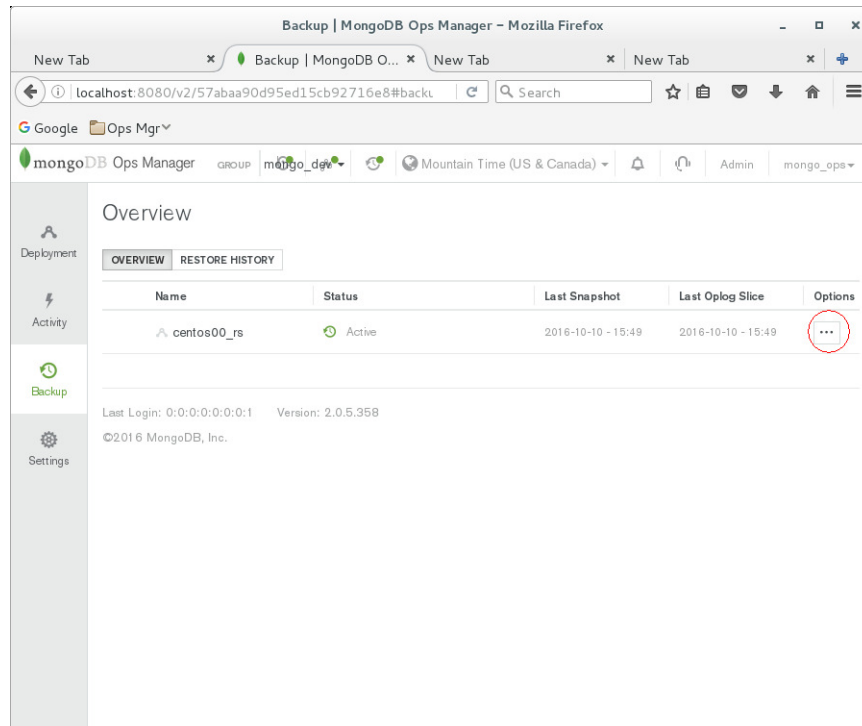 Backup | MongoDB Ops Manager – Mozilla Firefox
New Tab Backup | MongoDB O... New Tab New Tab
localhost:8080/v2/57abaa90d95ed15cb92716e8#backu Search
Google Ops Mgr
mongoDB Ops Manager GROUP mongo_dev Mountain Time (US & Canada) Admin mongo_ops
Overview
Deployment
OVERVIEW RESTORE HISTORY
Name Status Last Snapshot Last Oplog Slice Options
Activity
centos00_rs Active 2016-10-10 - 15:49 2016-10-10 - 15:49 ...
Backup
Last Login: 0:0:0:0:0:0:0:1 Version: 2.0.5.358
©2016 MongoDB, Inc.
Settings